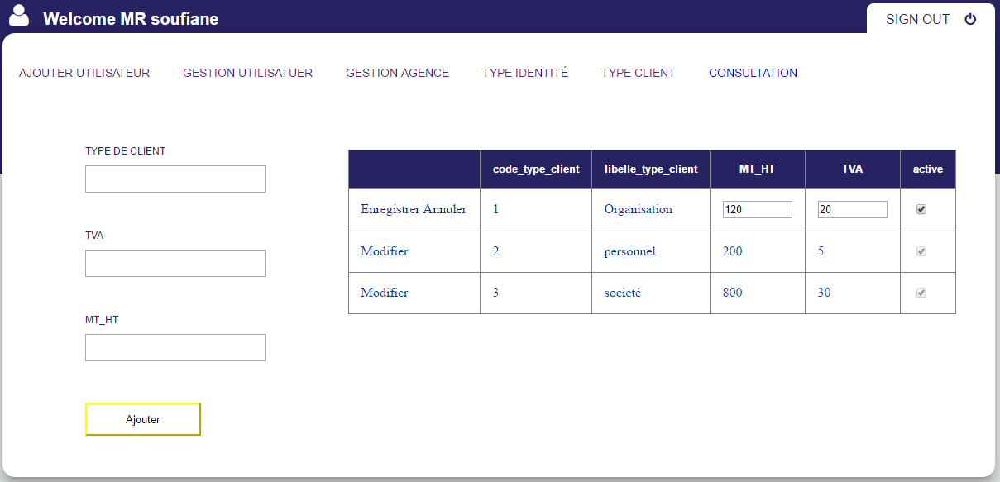 Welcome MR soufiane
SIGN OUT
AJOUTER UTILISATEUR GESTION UTILISATUER GESTION AGENCE TYPE IDENTITÉ TYPE CLIENT CONSULTATION
TYPE DE CLIENT
TVA
MT_HT
Ajouter
code_type_client libelle_type_client MT_HT TVA active
Enregistrer Annuler 1 Organisation 120 20
Modifier 2 personnel 200 5
Modifier 3 societé 800 30